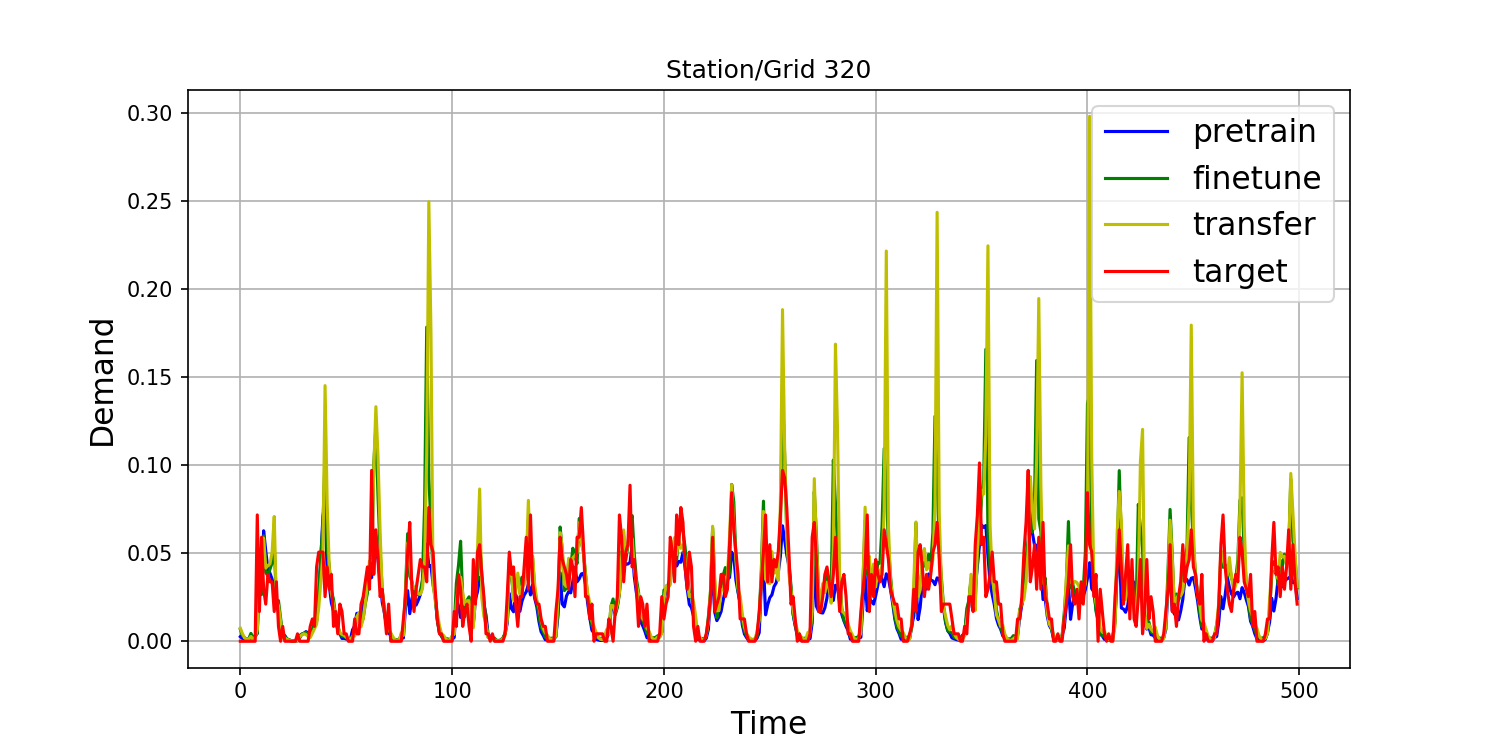 Station/Grid 320
0.30
0.25
0.20
0.15
0.10
0.05
0.00
Demand
0 100 200 300 400 500
Time
pretrain
finetune
transfer
target